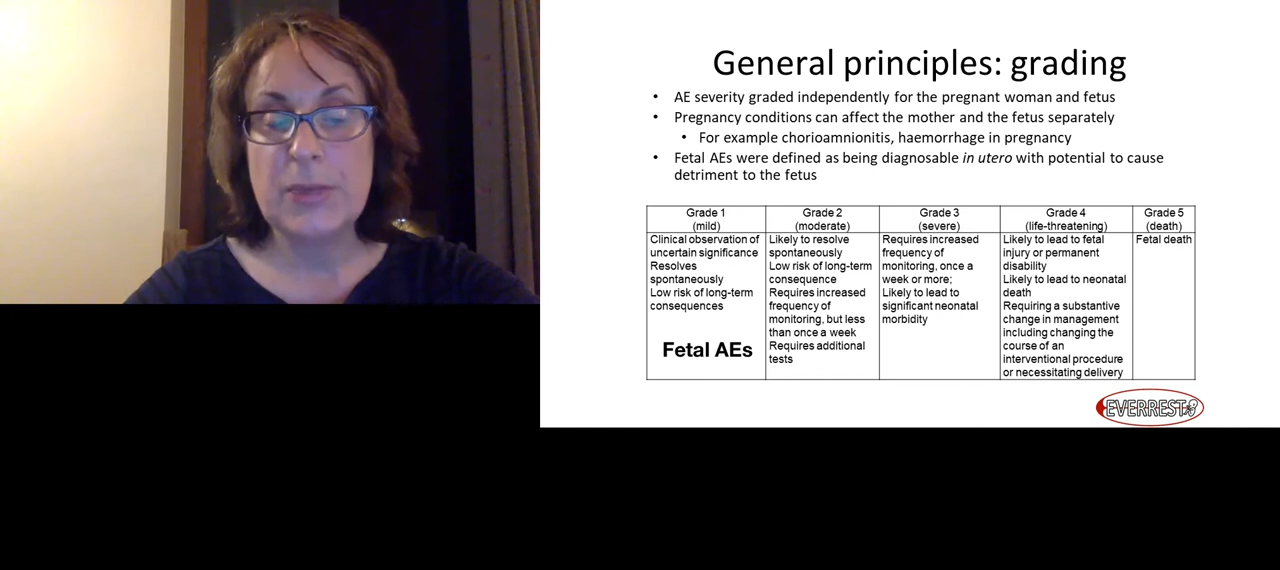 General principles: grading
• AE severity graded independently for the pregnant woman and fetus
• Pregnancy conditions can affect the mother and the fetus separately
• For example chorioamnionitis, haemorrhage in pregnancy
• Fetal AEs were defined as being diagnosable in utero with potential to cause
detriment to the fetus
Grade 1
(mild)
Clinical observation of
uncertain significance
Resolves
spontaneously
Low risk of long-term
consequences
Fetal AEs
Grade 2
(moderate)
Likely to resolve
spontaneously
Low risk of long-term
consequence
Requires increased
frequency of
monitoring, but less
than once a week
Requires additional
tests
Grade 3
(severe)
Requires increased
frequency of
monitoring, once a
week or more;
Likely to lead to
significant neonatal
morbidity
Grade 4
(life-threatening)
Likely to lead to fetal
injury or permanent
disability
Likely to lead to neonatal
death
Requiring a substantive
change in management
including changing the
course of an
interventional procedure
or necessitating delivery
Grade 5
(death)
Fetal death
EVERREST